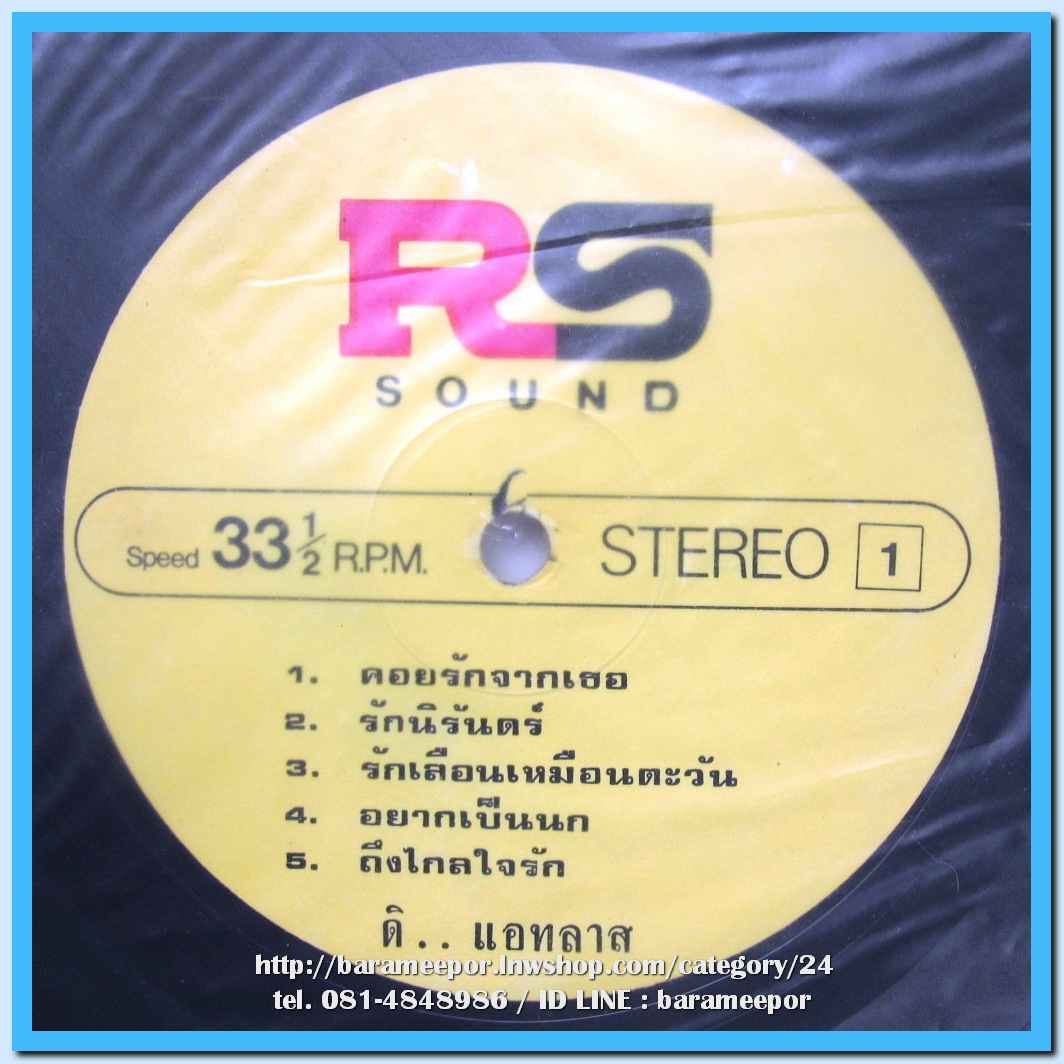 RS
SOUND
Speed 33 1/2 R.P.M. STEREO 1
1. คอยรักจากเธอ
2. รักนิรันดร์
3. รักเลือนเหมือนตะวัน
4. อยากเป็นนก
5. ถึงไกลใจรัก
ดิ.. แอทลาส
http://barameepor.lnwshop.com/category/24
tel. 081-4848986 / ID LINE : barameepor